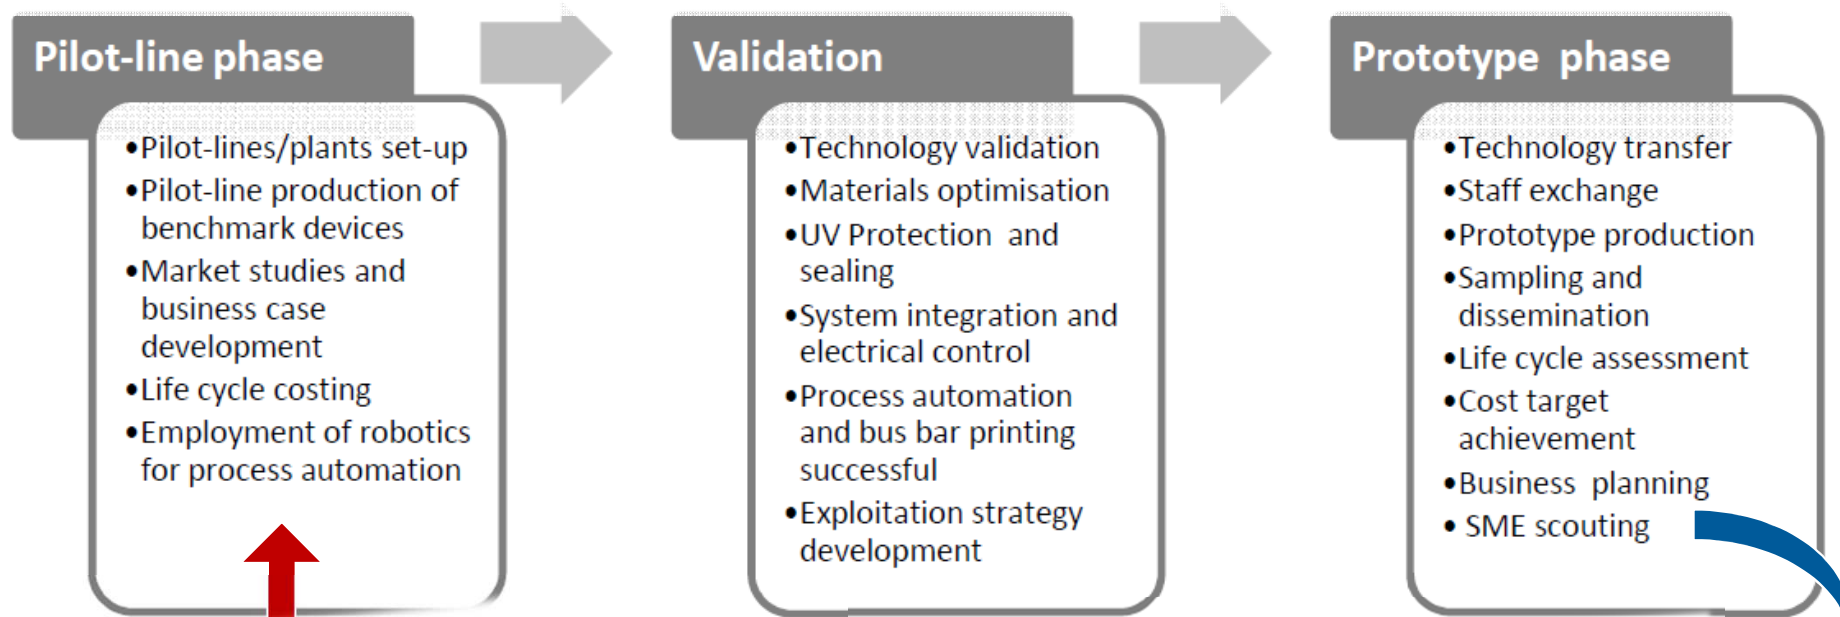 Pilot-line phase
•Pilot-lines/plants set-up
•Pilot-line production of
benchmark devices
•Market studies and
business case
development
•Life cycle costing
•Employment of robotics
for process automation
Validation
•Technology validation
•Materials optimisation
•UV Protection and
sealing
•System integration and
electrical control
•Process automation
and bus bar printing
successful
•Exploitation strategy
development
Prototype phase
•Technology transfer
•Staff exchange
•Prototype production
•Sampling and
dissemination
•Life cycle assessment
•Cost target
achievement
•Business planning
• SME scouting